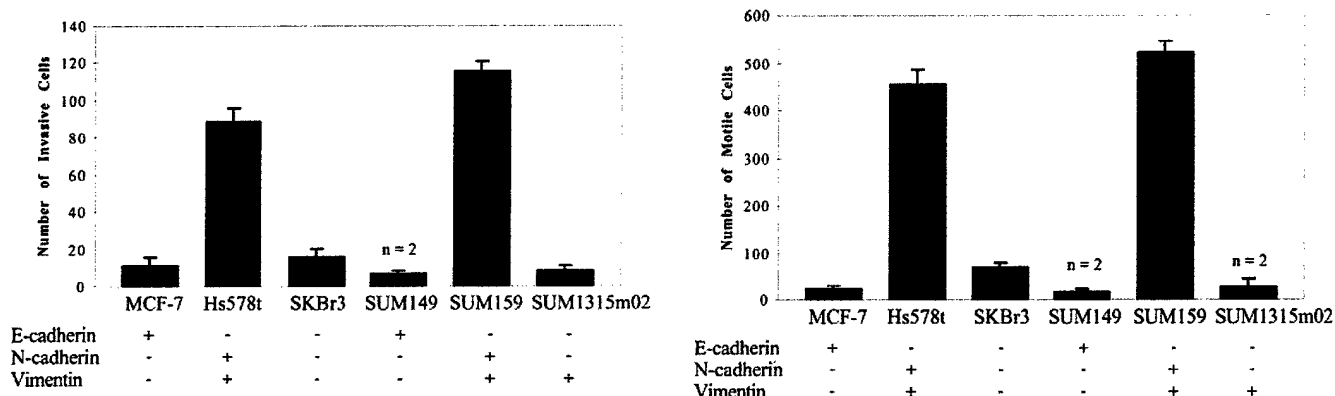 140
120
100
80
60
40
20
0
Number of Invasive Cells
n = 2
MCF-7 Hs578t SKBr3 SUM149 SUM159 SUM1315m02
E-cadherin + - - + - -
N-cadherin - + - - + -
Vimentin - + - - + +
600
500
400
300
200
100
0
Number of Motile Cells
n = 2
n = 2
MCF-7 Hs578t SKBr3 SUM149 SUM159 SUM1315m02
E-cadherin + - - + - -
N-cadherin - + - - + -
Vimentin - + - - + +